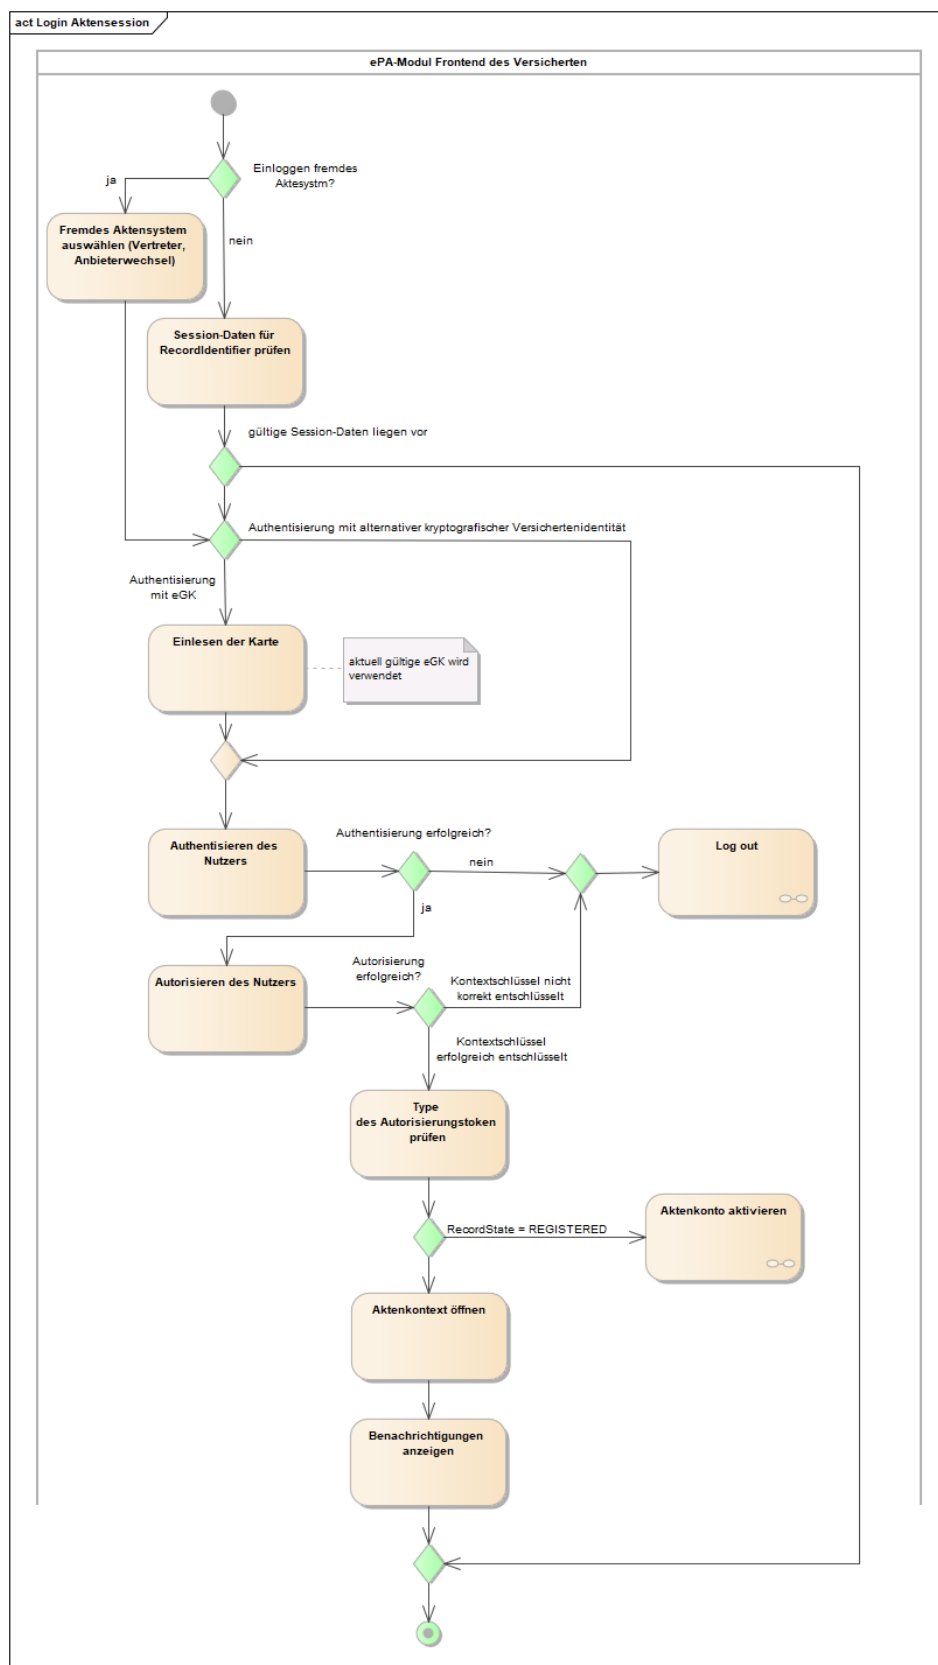 act Login Aktensession
ePA-Modul Frontend des Versicherten
Einloggen fremdes
Aktesystm?
ja
Fremdes Aktensystem
auswählen (Vertreter,
Anbieterwechsel)
nein
Session-Daten für
RecordIdentifier prüfen
gültige Session-Daten liegen vor
Authentisierung mit alternativer kryptografischer Versichertenidentität
Authentisierung
mit eGK
Einlesen der Karte
aktuell gültige eGK wird
verwendet
Authentisieren des
Nutzers
Authentisierung erfolgreich?
nein
Log out
ja
Autorisieren des Nutzers
Autorisierung
erfolgreich?
Kontextschlüssel nicht
korrekt entschlüsselt
Kontextschlüssel
erfolgreich entschlüsselt
Type
des Autorisierungstoken
prüfen
RecordState = REGISTERED
Aktenkonto aktivieren
Aktenkontext öffnen
Benachrichtigungen
anzeigen